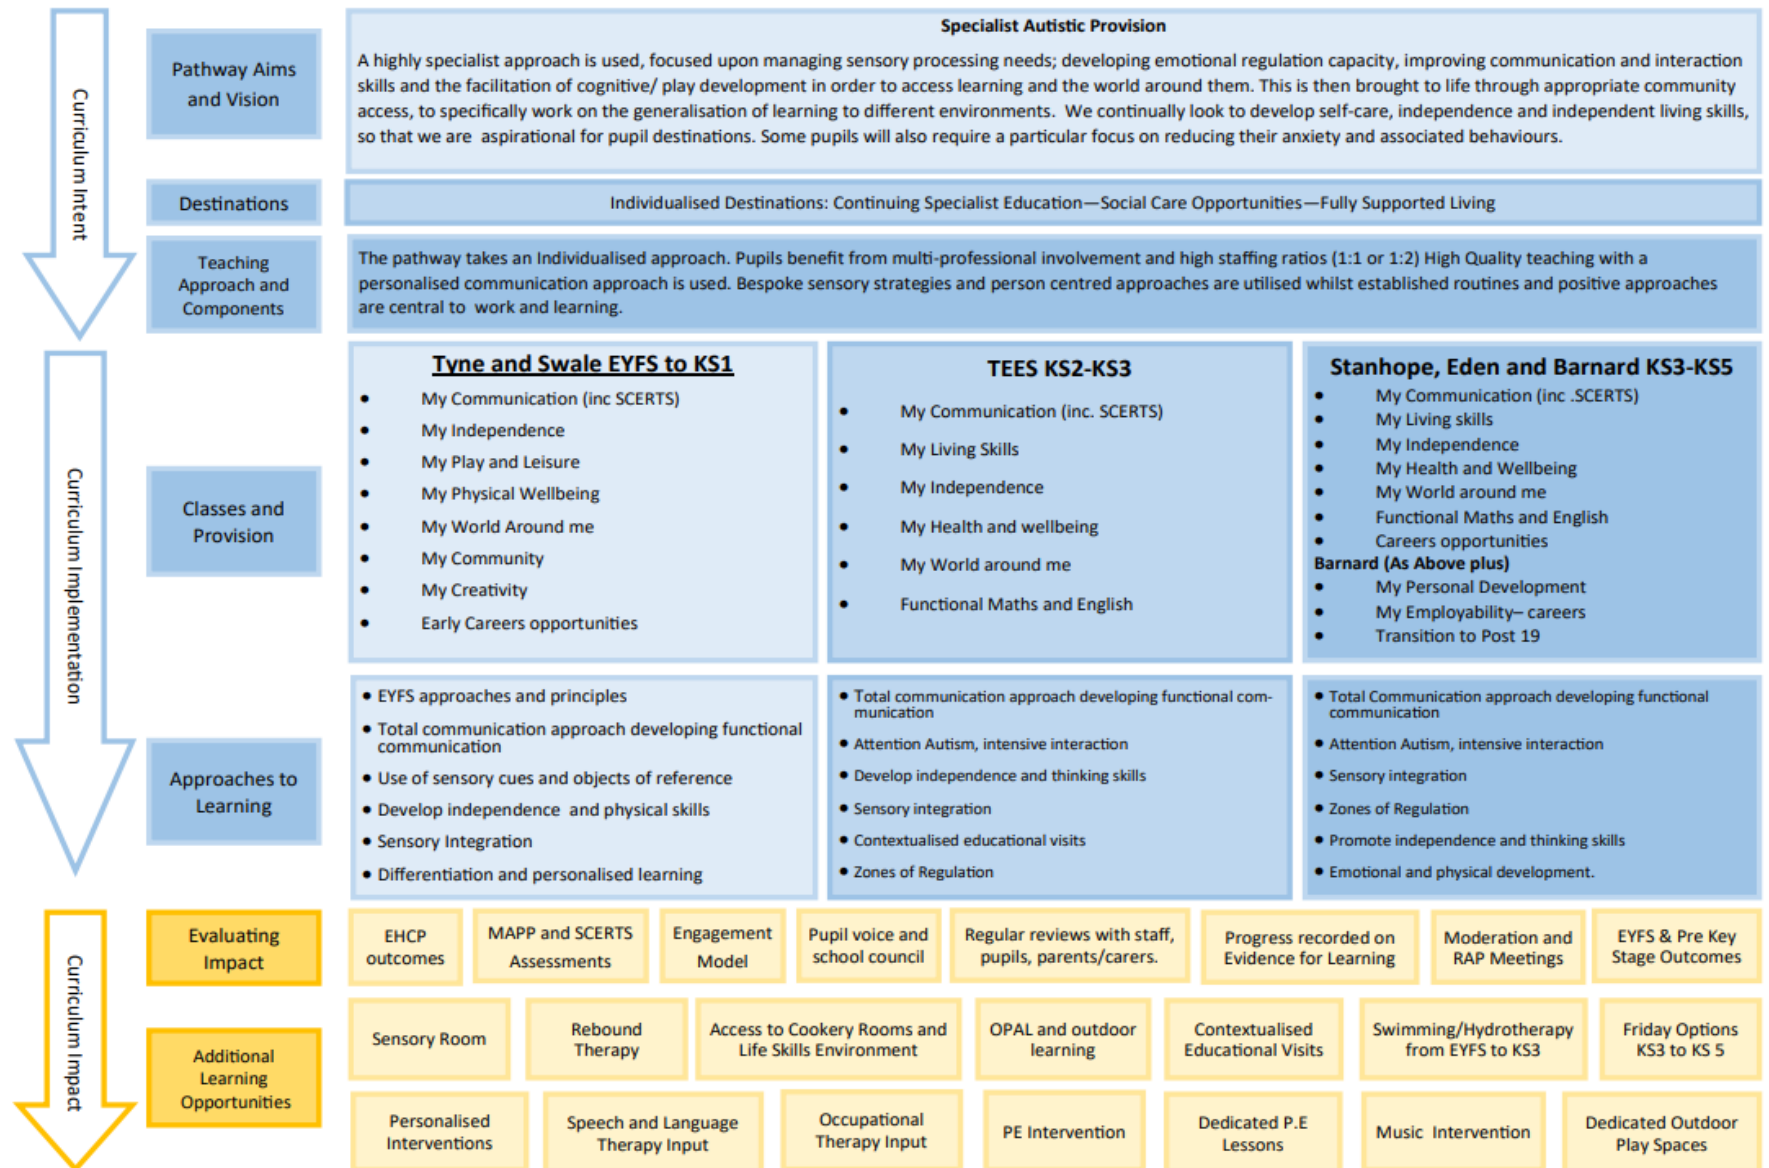 Curriculum Intent
Pathway Aims
and Vision
Specialist Autistic Provision
A highly specialist approach is used, focused upon managing sensory processing needs; developing emotional regulation capacity, improving communication and interaction
skills and the facilitation of cognitive/ play development in order to access learning and the world around them. This is then brought to life through appropriate community
access, to specifically work on the generalisation of learning to different environments.  We continually look to develop self-care, independence and independent living skills,
so that we are  aspirational for pupil destinations. Some pupils will also require a particular focus on reducing their anxiety and associated behaviours.
Destinations
Individualised Destinations: Continuing Specialist Education—Social Care Opportunities—Fully Supported Living
Teaching
Approach and
Components
The pathway takes an Individualised approach. Pupils benefit from multi-professional involvement and high staffing ratios (1:1 or 1:2) High Quality teaching with a
personalised communication approach is used. Bespoke sensory strategies and person centred approaches are utilised whilst established routines and positive approaches
are central to  work and learning.
Curriculum Implementation
Classes and
Provision
Tyne and Swale EYFS to KS1
• My Communication (inc SCERTS)
• My Independence
• My Play and Leisure
• My Physical Wellbeing
• My World Around me
• My Community
• My Creativity
• Early Careers opportunities
TEES KS2-KS3
• My Communication (inc. SCERTS)
• My Living Skills
• My Independence
• My Health and wellbeing
• My World around me
• Functional Maths and English
Stanhope, Eden and Barnard KS3-KS5
• My Communication (inc .SCERTS)
• My Living skills
• My Independence
• My Health and Wellbeing
• My World around me
• Functional Maths and English
• Careers opportunities
Barnard (As Above plus)
• My Personal Development
• My Employability– careers
• Transition to Post 19
Approaches to
Learning
• EYFS approaches and principles
• Total communication approach developing functional
communication
• Use of sensory cues and objects of reference
• Develop independence  and physical skills
• Sensory Integration
• Differentiation and personalised learning
• Total communication approach developing functional com-
munication
• Attention Autism, intensive interaction
• Develop independence and thinking skills
• Sensory integration
• Contextualised educational visits
• Zones of Regulation
• Total Communication approach developing functional
communication
• Attention Autism, intensive interaction
• Sensory integration
• Zones of Regulation
• Promote independence and thinking skills
• Emotional and physical development.
Curriculum Impact
Evaluating
Impact
EHCP
outcomes
MAPP and SCERTS
Assessments
Engagement
Model
Pupil voice and
school council
Regular reviews with staff,
pupils, parents/carers.
Progress recorded on
Evidence for Learning
Moderation and
RAP Meetings
EYFS & Pre Key
Stage Outcomes
Additional
Learning
Opportunities
Sensory Room
Rebound
Therapy
Access to Cookery Rooms and
Life Skills Environment
OPAL and outdoor
learning
Contextualised
Educational Visits
Swimming/Hydrotherapy
from EYFS to KS3
Friday Options
KS3 to KS 5
Personalised
Interventions
Speech and Language
Therapy Input
Occupational
Therapy Input
PE Intervention
Dedicated P.E
Lessons
Music  Intervention
Dedicated Outdoor
Play Spaces